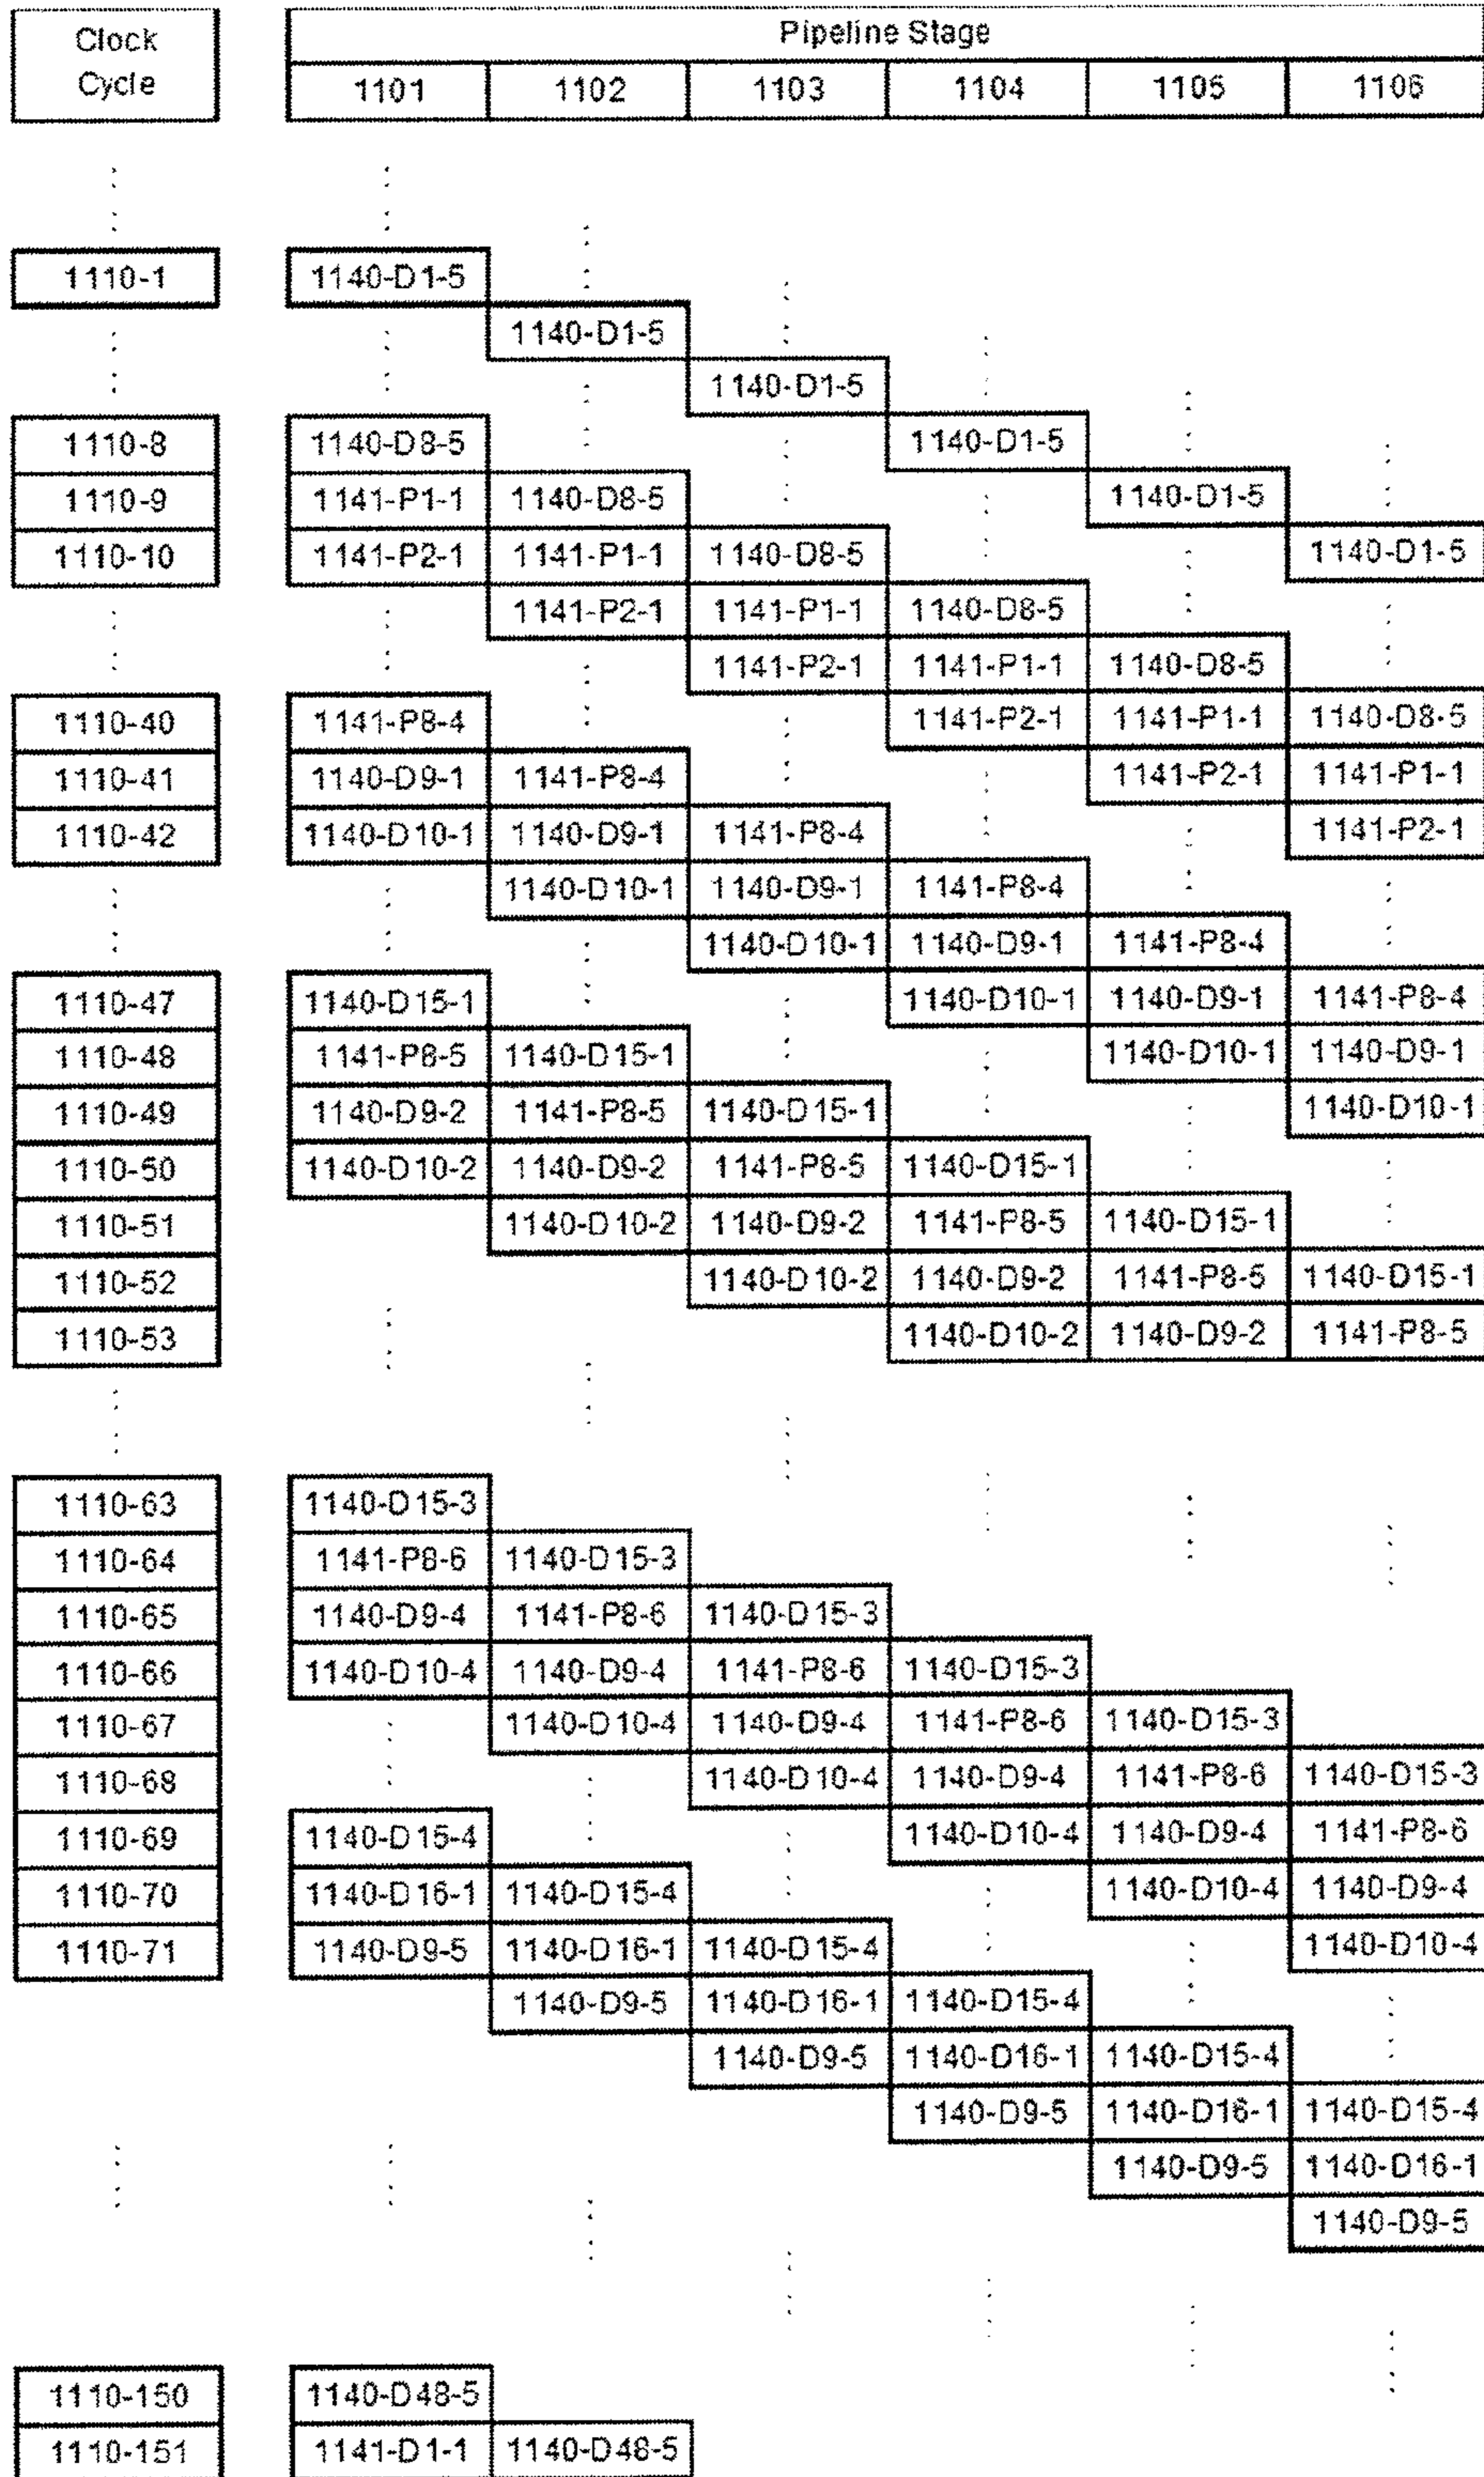 Clock Cycle Pipeline Stage
1101 1102 1103 1104 1105 1106
1110-1 1140-D1-5
1140-D1-5
1140-D1-5
1110-8 1140-D8-5 1140-D1-5
1110-9 1141-P1-1 1140-D8-5 1140-D1-5
1110-10 1141-P2-1 1141-P1-1 1140-D8-5 1140-D1-5
1141-P2-1 1141-P1-1 1140-D8-5
1141-P2-1 1141-P1-1 1140-D8-5
1110-40 1141-P8-4 1141-P2-1 1141-P1-1 1140-D8-5
1110-41 1140-D9-1 1141-P8-4 1141-P2-1 1141-P1-1
1110-42 1140-D10-1 1140-D9-1 1141-P8-4 1141-P2-1
1140-D10-1 1140-D9-1 1141-P8-4
1140-D10-1 1140-D9-1 1141-P8-4
1110-47 1140-D15-1 1140-D10-1 1140-D9-1 1141-P8-4
1110-48 1141-P8-5 1140-D15-1 1140-D10-1 1140-D9-1
1110-49 1140-D9-2 1141-P8-5 1140-D15-1 1140-D10-1
1110-50 1140-D10-2 1140-D9-2 1141-P8-5 1140-D15-1
1110-51 1140-D10-2 1140-D9-2 1141-P8-5 1140-D15-1
1110-52 1140-D10-2 1140-D9-2 1141-P8-5 1140-D15-1
1110-53 1140-D10-2 1140-D9-2 1141-P8-5
1110-63 1140-D15-3
1110-64 1141-P8-6 1140-D15-3
1110-65 1140-D9-4 1141-P8-6 1140-D15-3
1110-66 1140-D10-4 1140-D9-4 1141-P8-6 1140-D15-3
1110-67 1140-D10-4 1140-D9-4 1141-P8-6 1140-D15-3
1110-68 1140-D10-4 1140-D9-4 1141-P8-6 1140-D15-3
1110-69 1140-D15-4 1140-D10-4 1140-D9-4 1141-P8-6
1110-70 1140-D16-1 1140-D15-4 1140-D10-4 1140-D9-4
1110-71 1140-D9-5 1140-D16-1 1140-D15-4 1140-D10-4
1140-D9-5 1140-D16-1 1140-D15-4
1140-D9-5 1140-D16-1 1140-D15-4
1140-D9-5 1140-D16-1 1140-D15-4
1140-D9-5 1140-D16-1
1140-D9-5
1110-150 1140-D48-5
1110-151 1141-D1-1 1140-D48-5